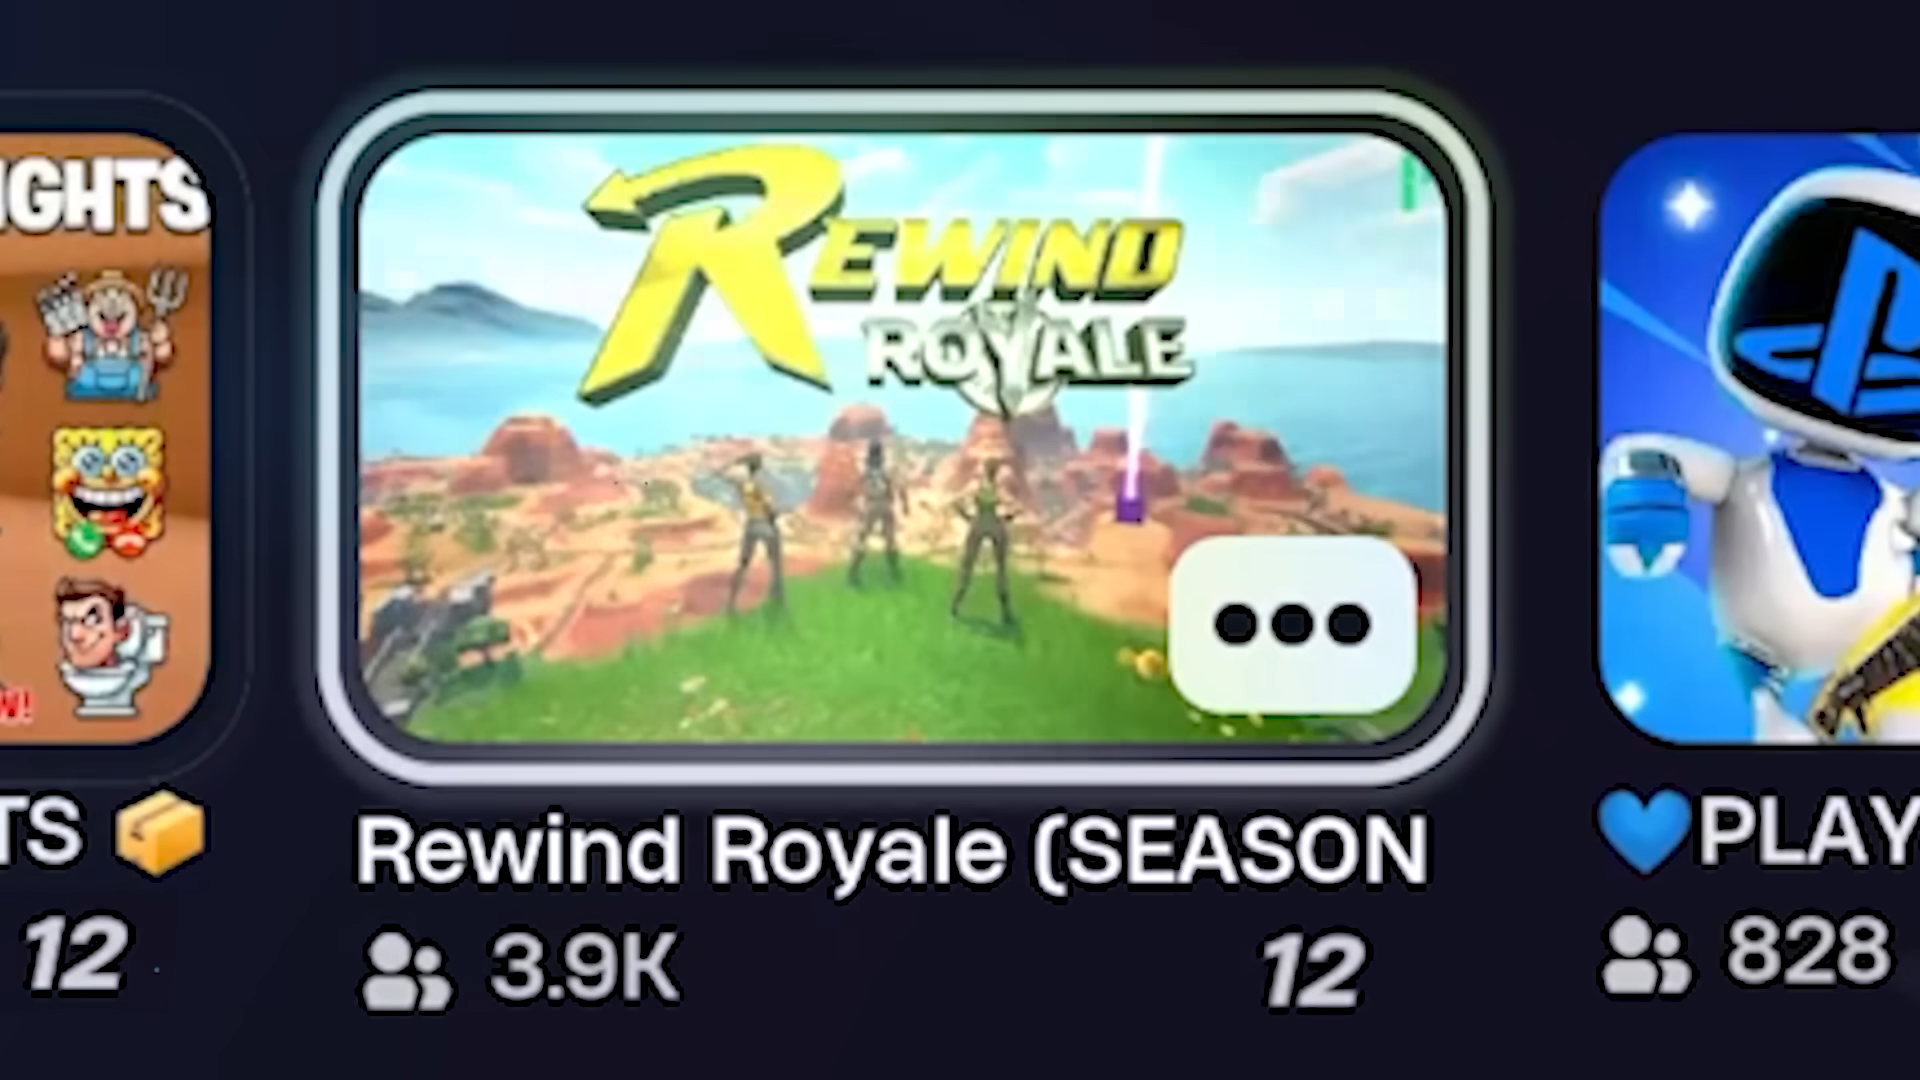 IGHTS
W!
TS 📦
12
REWIND
ROYALE
Rewind Royale (SEASON
3.9K
12
💙PLAY
828